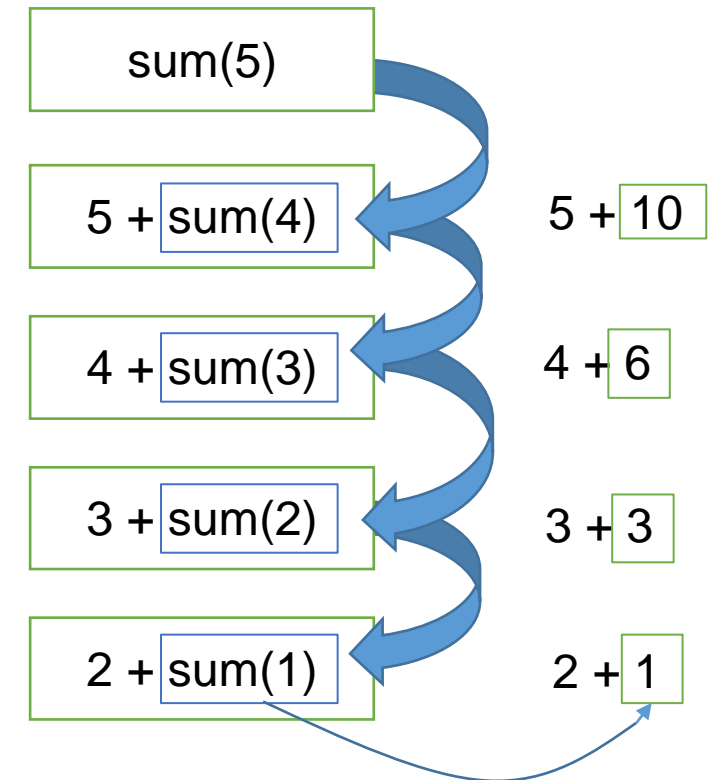 sum(5)
5 + sum(4) 5 + 10
4 + sum(3) 4 + 6
3 + sum(2) 3 + 3
2 + sum(1) 2 + 1